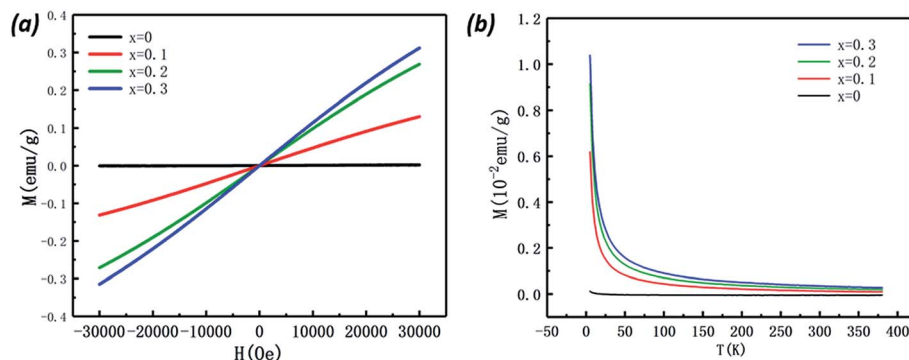 (a)
x=0
x=0.1
x=0.2
x=0.3
0.4
0.3
0.2
0.1
0.0
-0.1
-0.2
-0.3
-0.4
M(emu/g)
-30000 -20000 -10000 0 10000 20000 30000
H(Oe)
(b)
x=0.3
x=0.2
x=0.1
x=0
1.2
1.0
0.8
0.6
0.4
0.2
0.0
M(10⁻²emu/g)
-50 0 50 100 150 200 250 300 350 400
T(K)